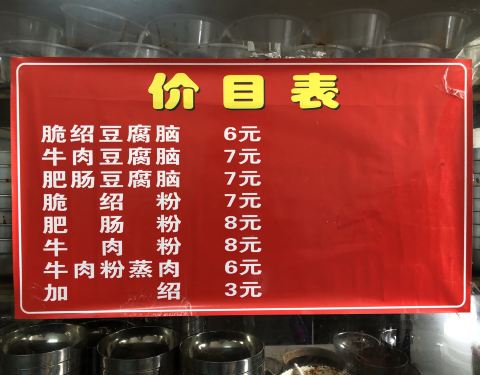 价目表
脆绍豆腐脑 6元
牛肉豆腐脑 7元
肥肠豆腐脑 7元
脆绍粉 7元
肥肠粉 8元
牛肉粉 8元
牛肉粉蒸肉 6元
加绍 3元